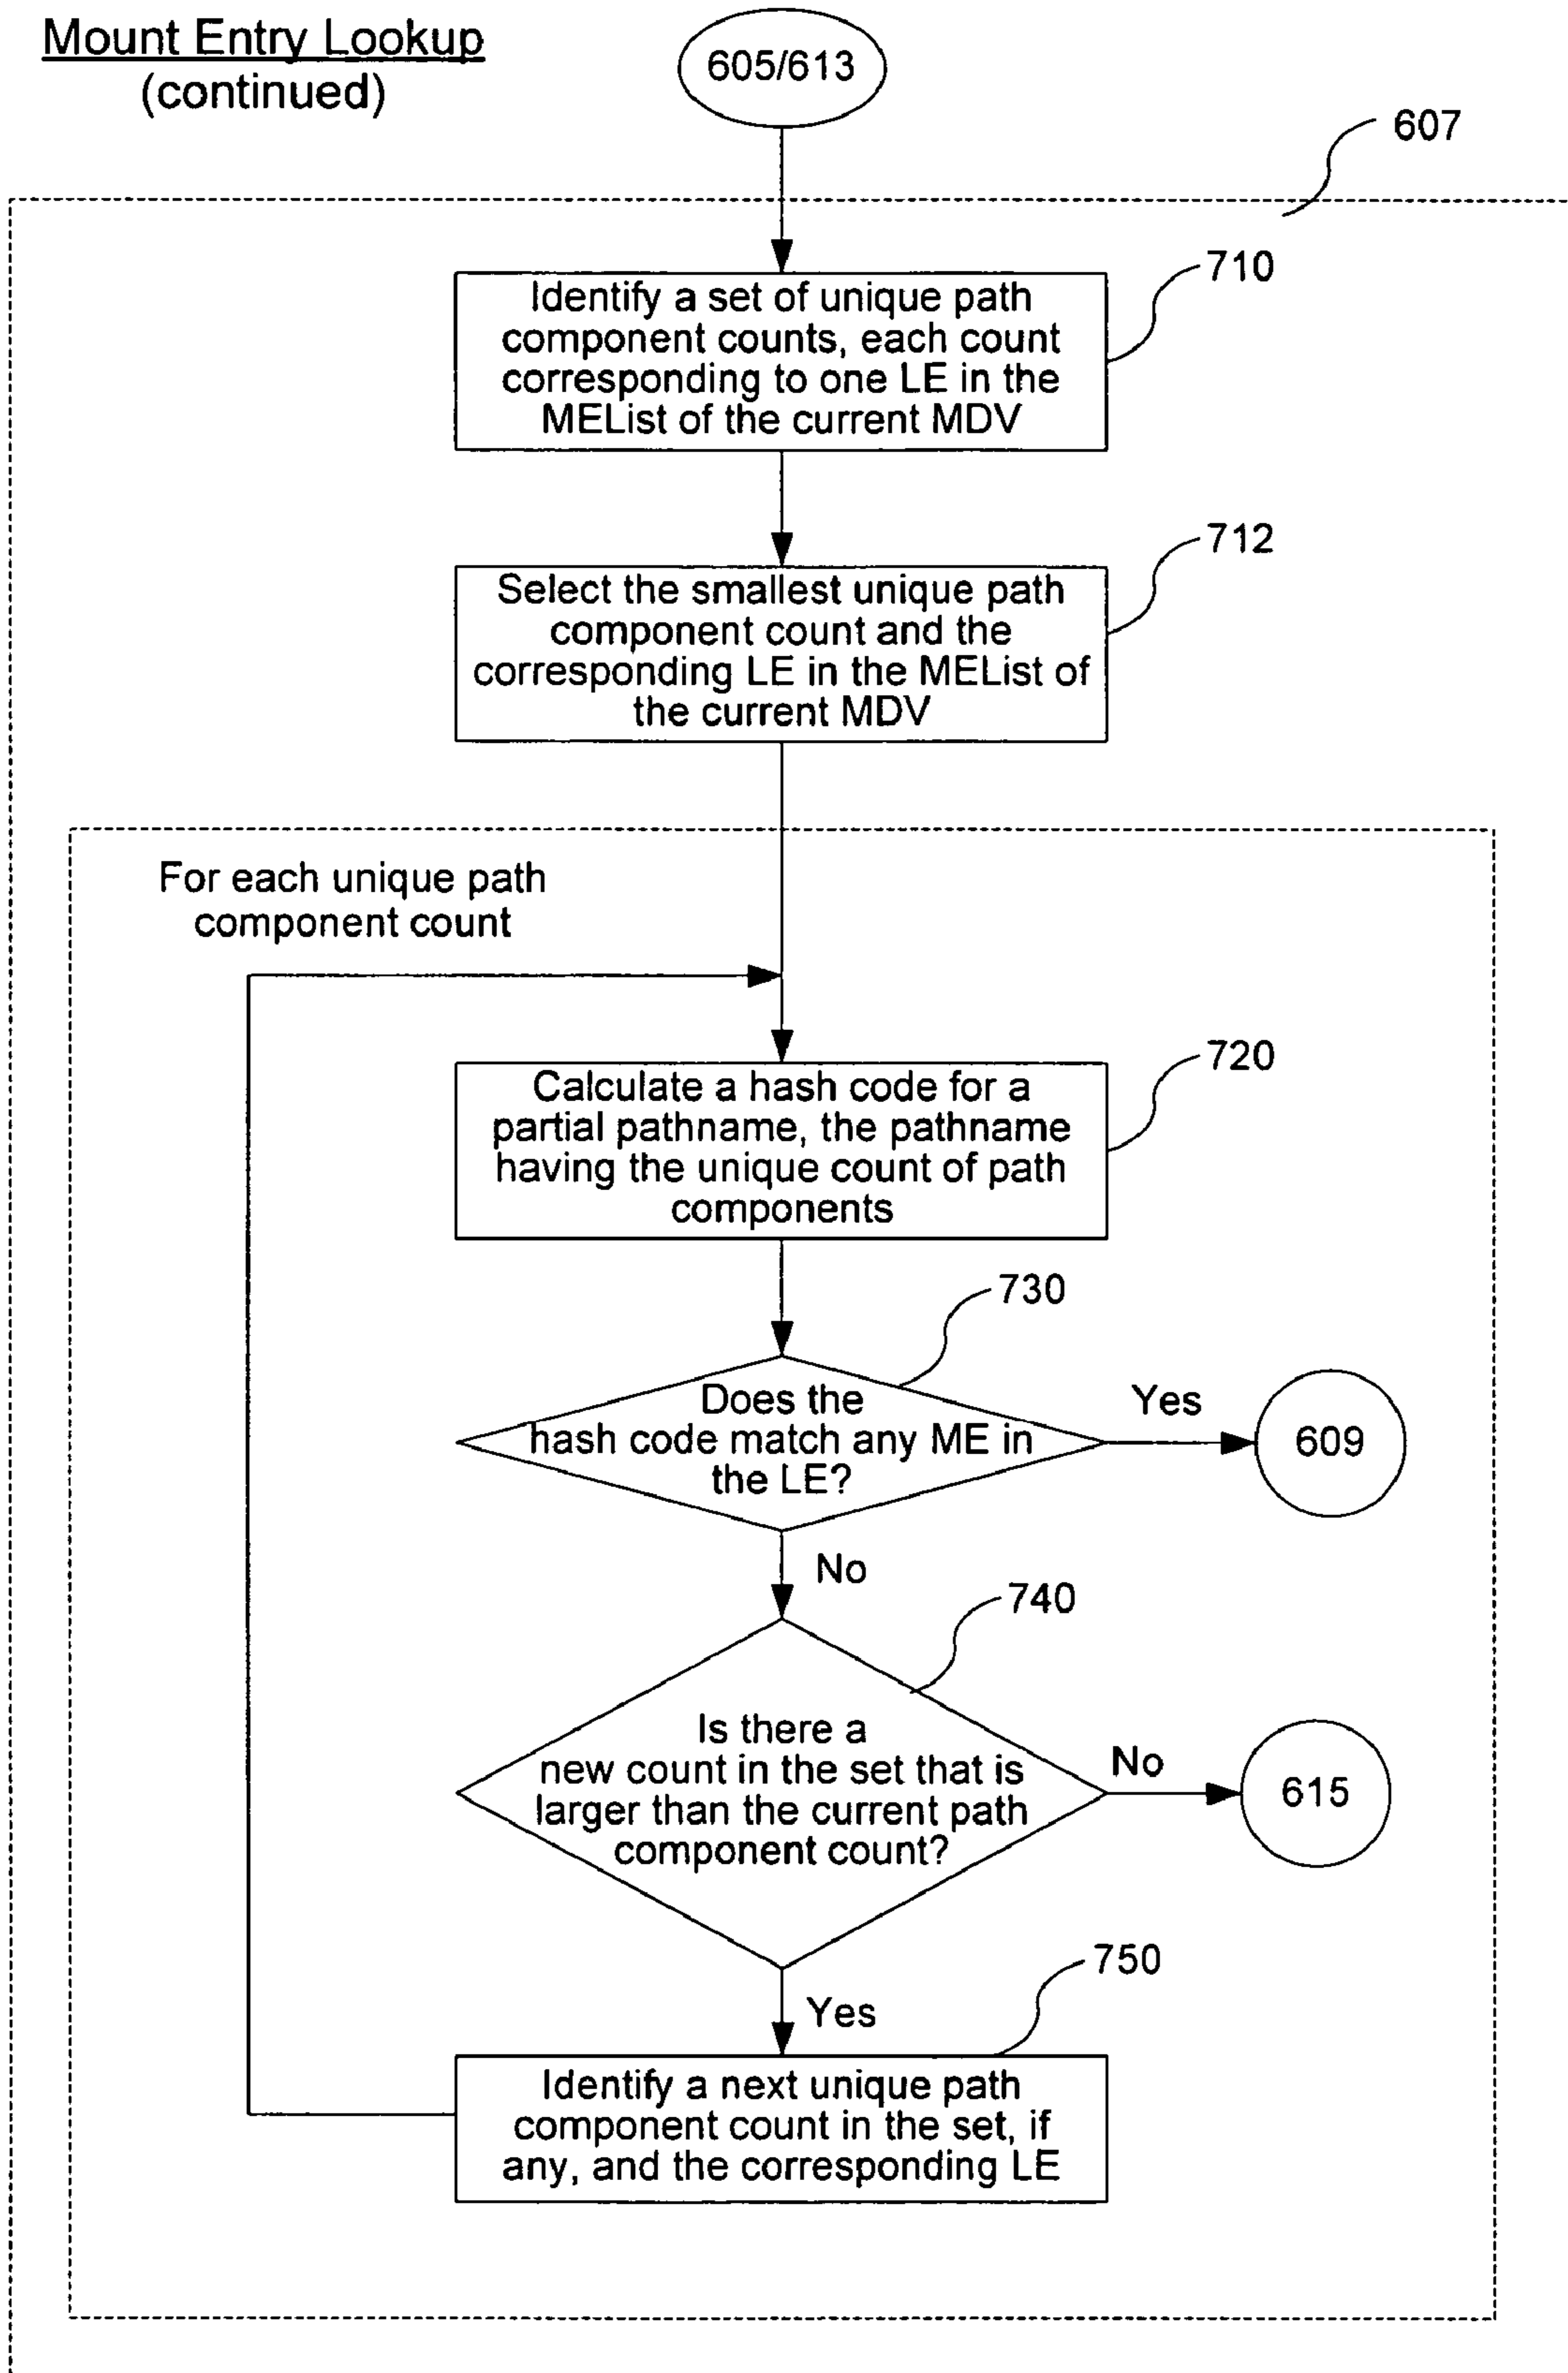 Mount Entry Lookup
(continued)
605/613
607
710
Identify a set of unique path
component counts, each count
corresponding to one LE in the
MEList of the current MDV
712
Select the smallest unique path
component count and the
corresponding LE in the MEList of
the current MDV
For each unique path
component count
720
Calculate a hash code for a
partial pathname, the pathname
having the unique count of path
components
730
Does the
hash code match any ME in
the LE?
Yes
609
No
740
Is there a
new count in the set that is
larger than the current path
component count?
No
615
Yes
750
Identify a next unique path
component count in the set, if
any, and the corresponding LE